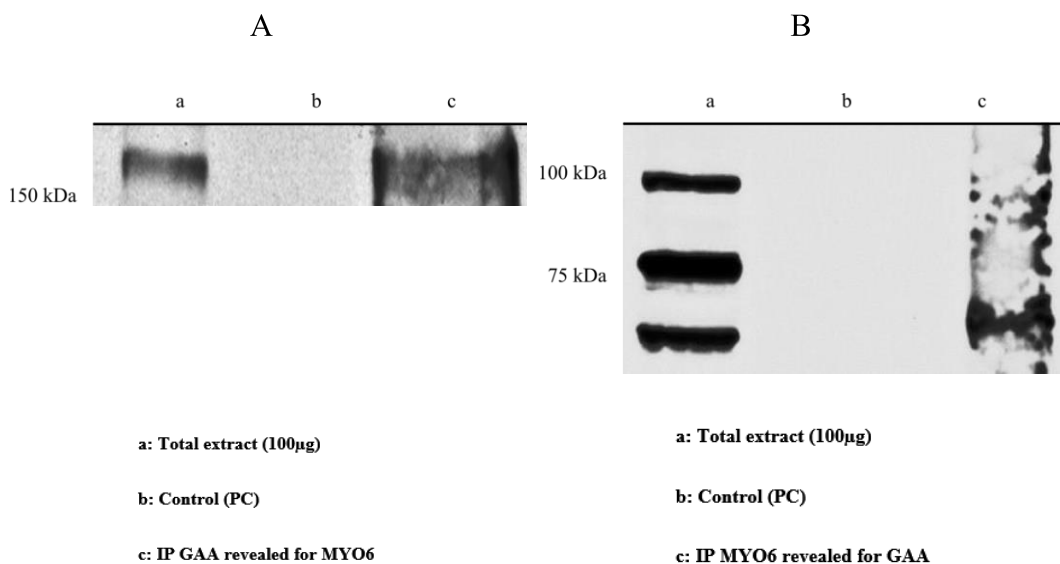 A
B
a b c
a b c
150 kDa
100 kDa
75 kDa
a: Total extract (100µg)
b: Control (PC)
c: IP GAA revealed for MYO6
a: Total extract (100µg)
b: Control (PC)
c: IP MYO6 revealed for GAA